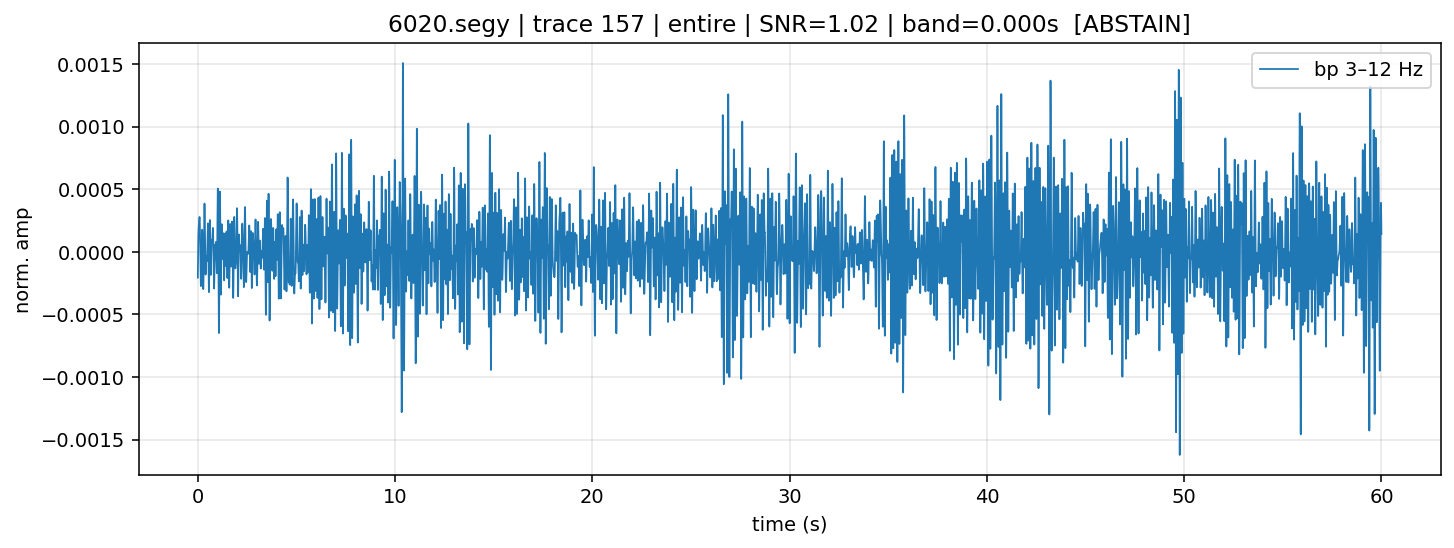 6020.segy | trace 157 | entire | SNR=1.02 | band=0.000s  [ABSTAIN]
bp 3–12 Hz
norm. amp
0.0015
0.0010
0.0005
0.0000
−0.0005
−0.0010
−0.0015
0 10 20 30 40 50 60
time (s)